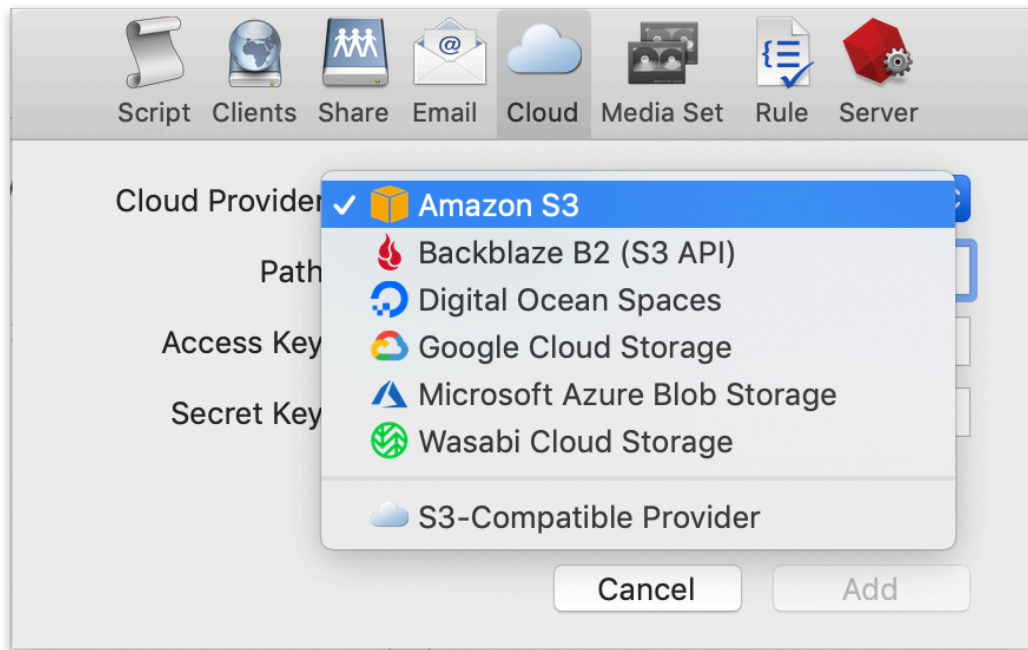 Script Clients Share Email Cloud Media Set Rule Server
Cloud Provider
Amazon S3
Backblaze B2 (S3 API)
Path
Digital Ocean Spaces
Google Cloud Storage
Access Key
Microsoft Azure Blob Storage
Secret Key
Wasabi Cloud Storage
S3-Compatible Provider
Cancel Add